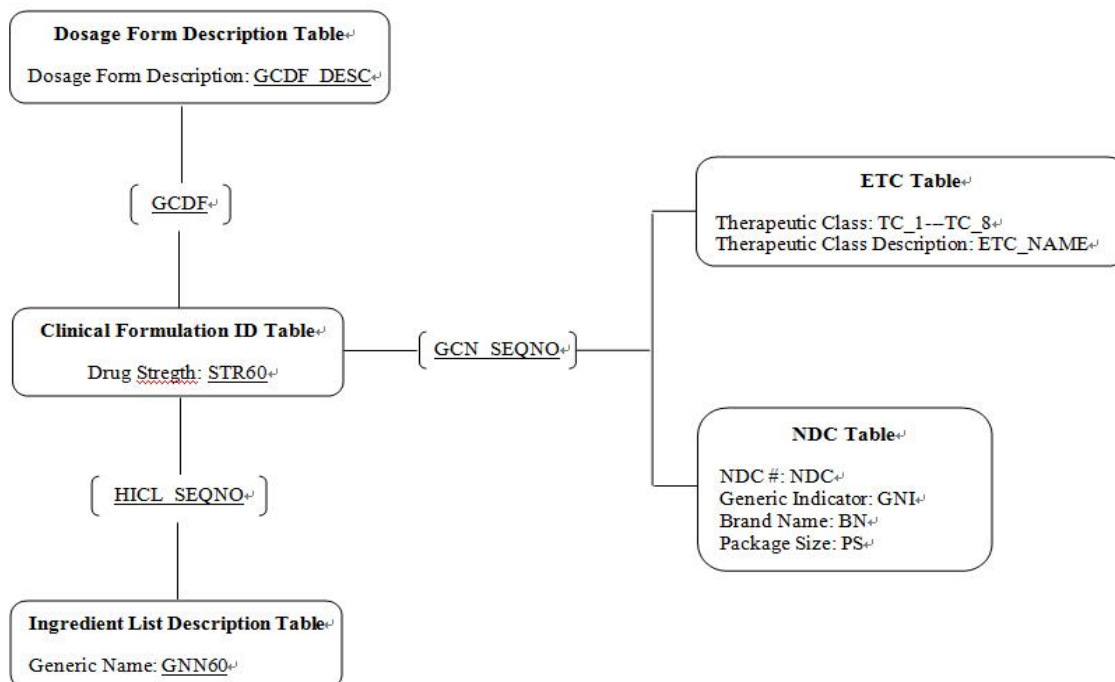 Dosage Form Description Table↵
Dosage Form Description: GCDF_DESC↵
[ GCDF↵ ]
ETC Table↵
Therapeutic Class: TC_1---TC_8↵
Therapeutic Class Description: ETC_NAME↵
Clinical Formulation ID Table↵
Drug Stregth: STR60↵
[ GCN_SEQNO↵ ]
NDC Table↵
NDC #: NDC↵
Generic Indicator: GNI↵
Brand Name: BN↵
Package Size: PS↵
[ HICL_SEQNO↵ ]
Ingredient List Description Table↵
Generic Name: GNN60↵